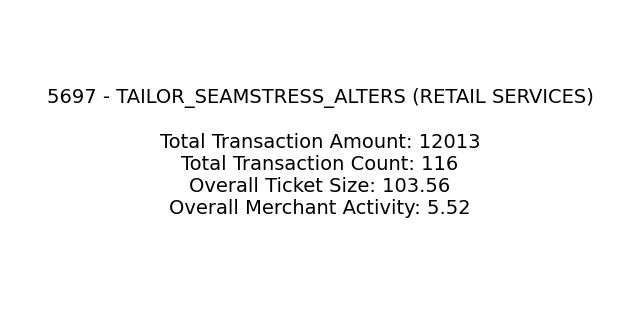 5697 - TAILOR_SEAMSTRESS_ALTERS (RETAIL SERVICES)
Total Transaction Amount: 12013
Total Transaction Count: 116
Overall Ticket Size: 103.56
Overall Merchant Activity: 5.52